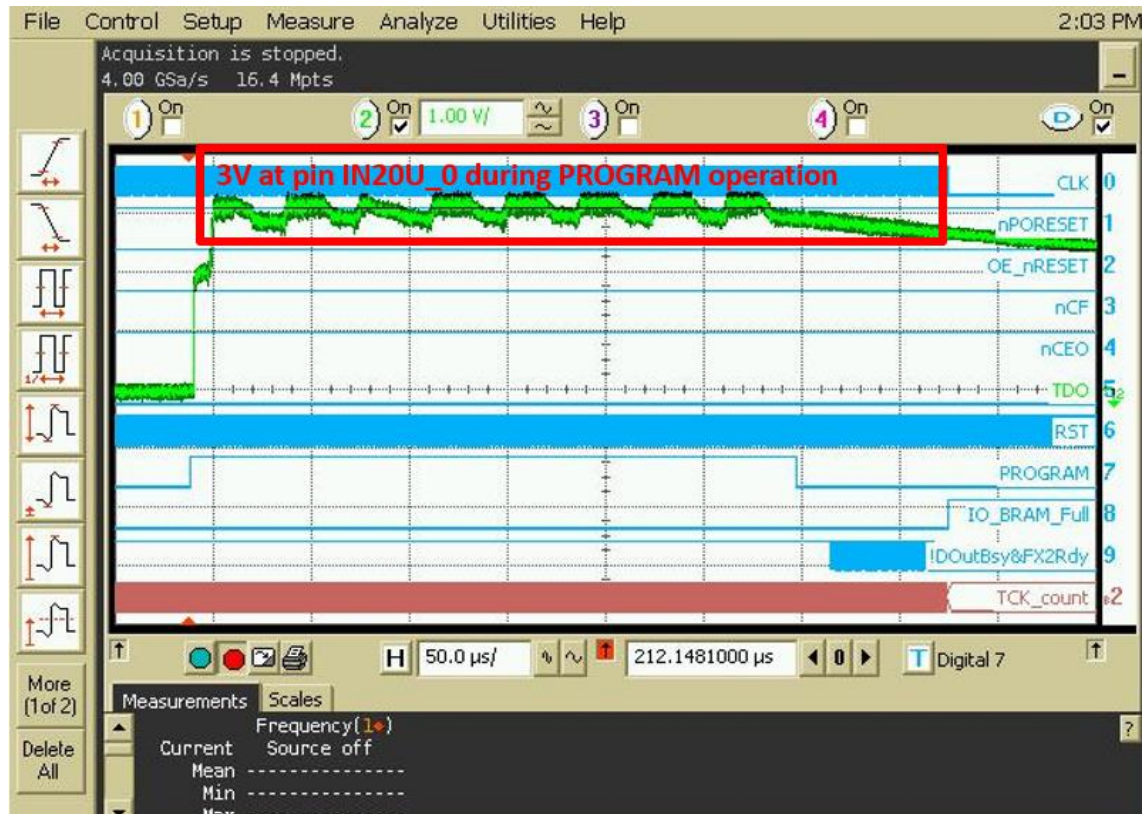 File Control Setup Measure Analyze Utilities Help 2:03 PM
Acquisition is stopped.
4.00 GSa/s 16.4 Mpts
1 On 2 On 1.00 V/ 3 On 4 On D On
3V at pin IN20U_0 during PROGRAM operation
CLK 0
nPORESET 1
OE_nRESET 2
nCF 3
nCEO 4
TDO 5 2
RST 6
PROGRAM 7
IO_BRAM_Full 8
!DOutBsy&FX2Rdy 9
TCK_count 2
H 50.0 µs/ 212.1481000 µs 0 T Digital 7
More
(1of 2)
Delete
All
Measurements Scales
Frequency(1)
Current Source off
Mean ---------------
Min ---------------
Max
?